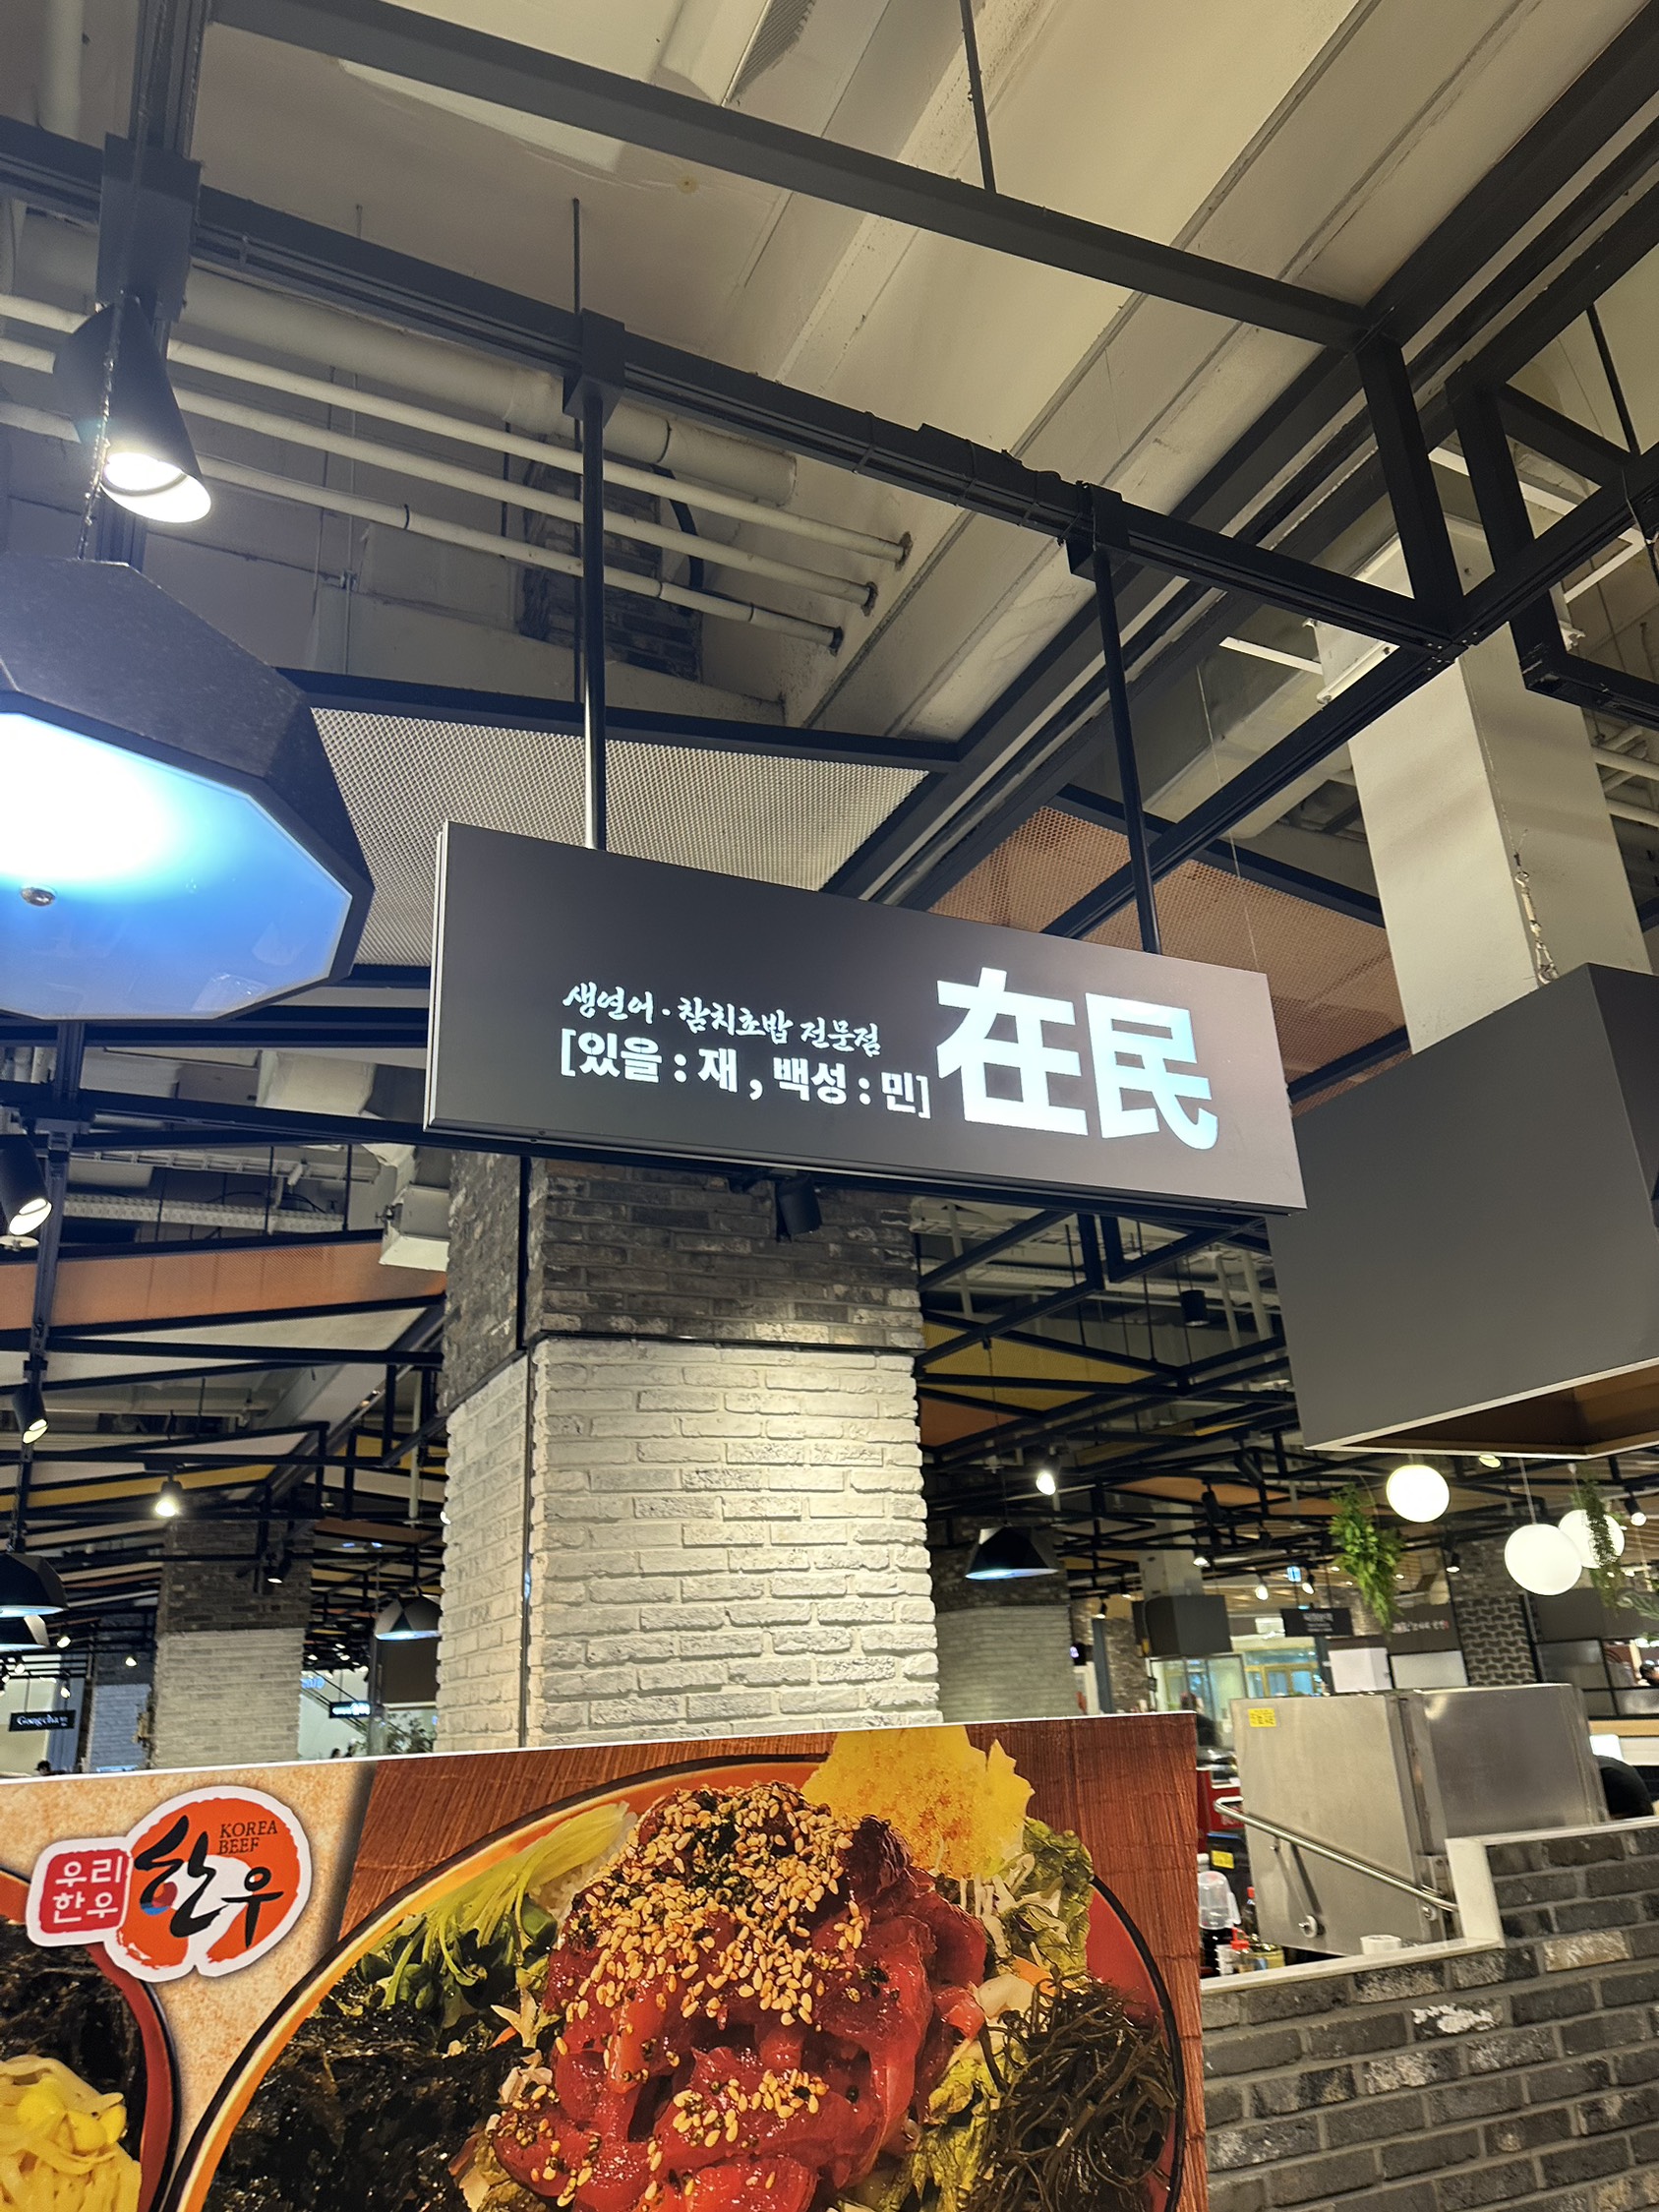 생연어·참치초밥 전문점
[있을 : 재 , 백성 : 민]
在民
Gongcha
우리
한우
한우
KOREA
BEEF